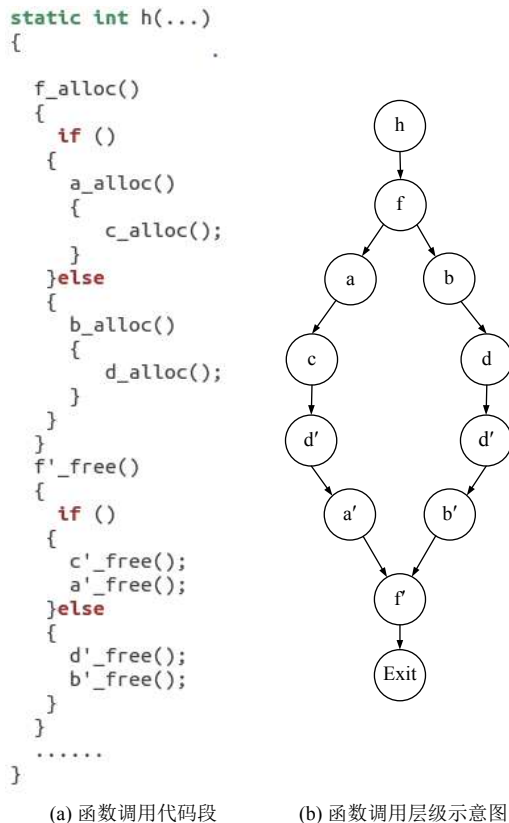 static int h(...)
{
.
f_alloc()
{
if ()
{
a_alloc()
{
c_alloc();
}
}else
{
b_alloc()
{
d_alloc();
}
}
}
f'_free()
{
if ()
{
c'_free();
a'_free();
}else
{
d'_free();
b'_free();
}
}
......
}
(a) 函数调用代码段
h
f
a
b
c
d
d′
d′
a′
b′
f′
Exit
(b) 函数调用层级示意图